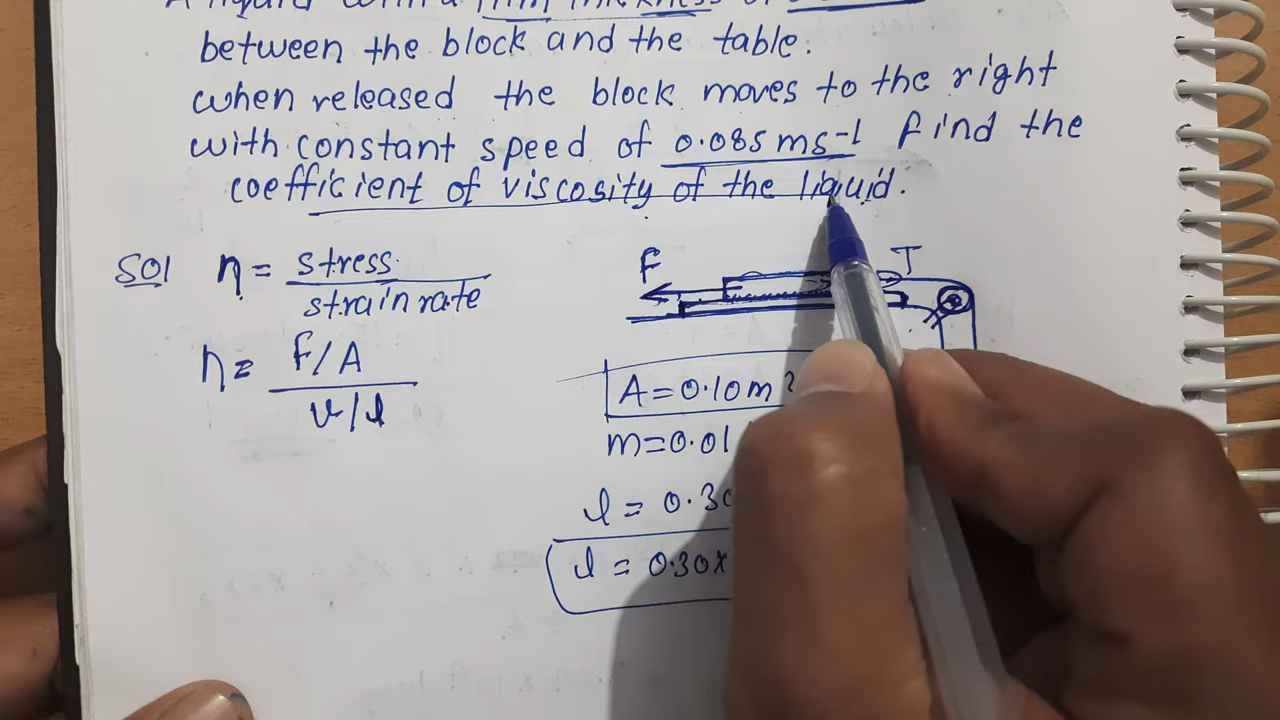 between the block and the table.
when released the block moves to the right
with constant speed of 0.085 ms-1 find the
coefficient of viscosity of the liquid.
Sol η = stress
strain rate
F T
η = F/A
v/l
A = 0.10m²
m=0.01
l = 0.30
l = 0.30x